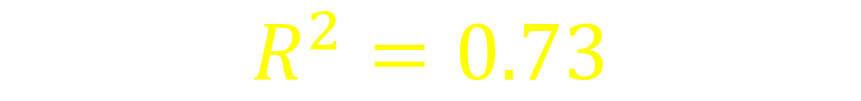 R² = 0.73